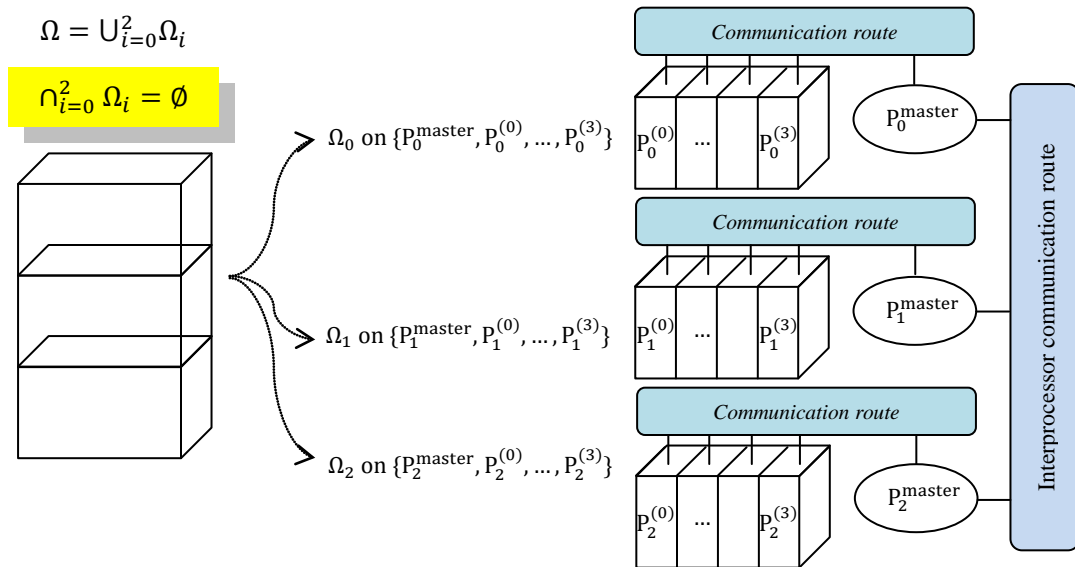 Ω = ⋃²ᵢ₌₀Ωᵢ
∩²ᵢ₌₀ Ωᵢ = ∅
Ω₀ on {P₀^master, P₀^(0), …, P₀^(3)}
Ω₁ on {P₁^master, P₁^(0), …, P₁^(3)}
Ω₂ on {P₂^master, P₂^(0), …, P₂^(3)}
Communication route
P₀^(0) ... P₀^(3)
P₀^master
Communication route
P₁^(0) ... P₁^(3)
P₁^master
Communication route
P₂^(0) ... P₂^(3)
P₂^master
Interprocesser communication route